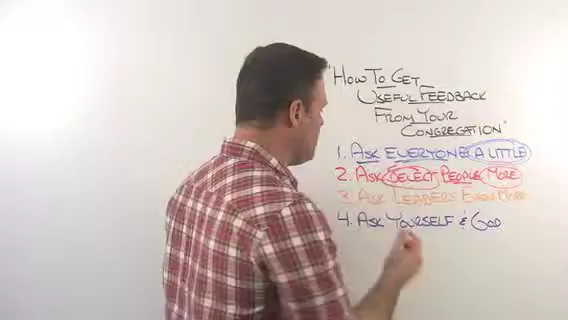 "How To Get
Useful Feedback
From Your
Congregation"
1. Ask Everyone A Little
2. Ask Select People More
3. Ask Leaders Even More
4. Ask Yourself & God